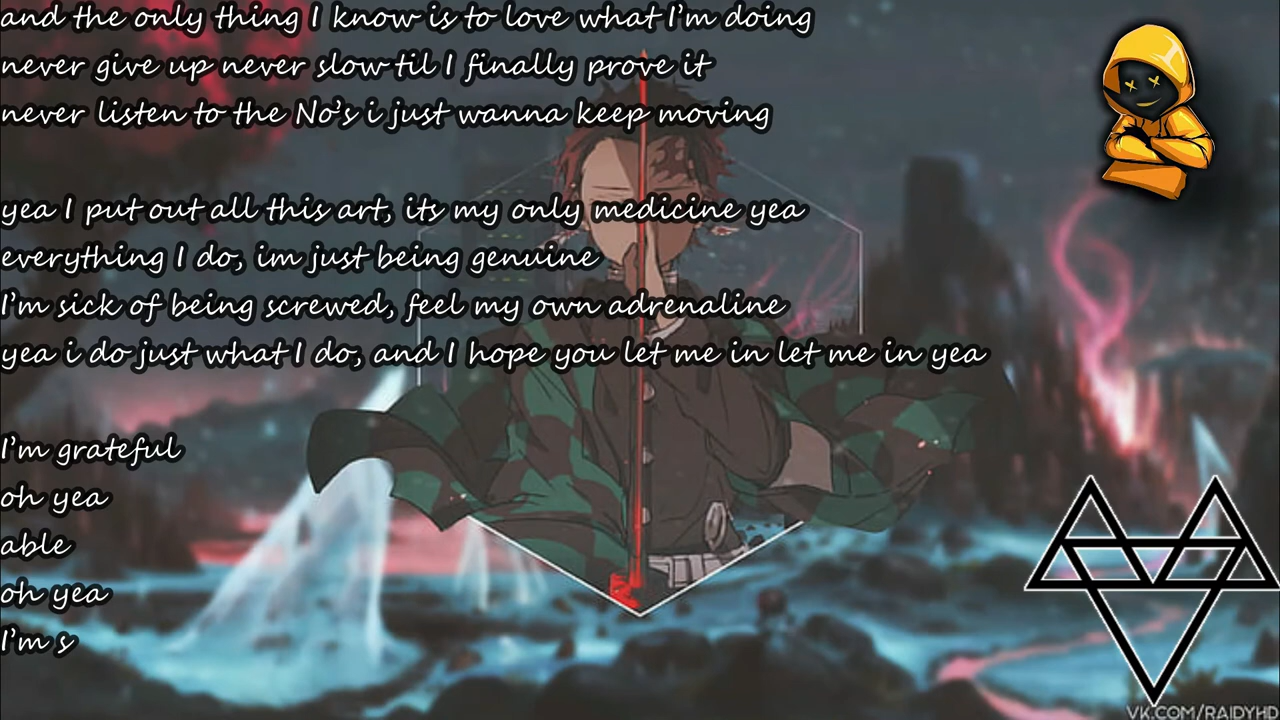 and the only thing I know is to love what I'm doing
never give up never slow til I finally prove it
never listen to the No's i just wanna keep moving
yea I put out all this art, its my only medicine yea
everything I do, im just being genuine
I'm sick of being screwed, feel my own adrenaline
yea i do just what I do, and I hope you let me in let me in yea
I'm grateful
oh yea
able
oh yea
I'm s
VK.COM/RAIDYHD